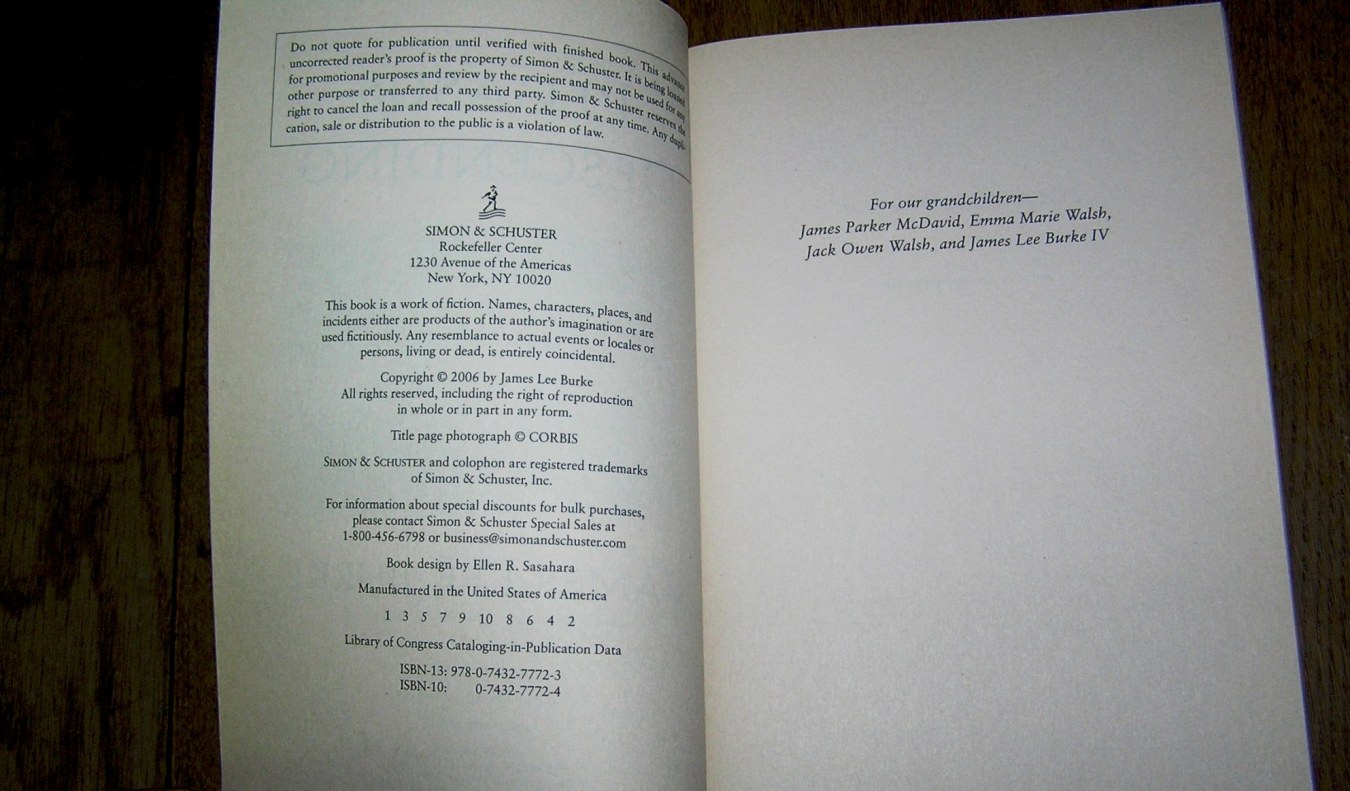 Do not quote for publication until verified with finished book. This advance
uncorrected reader's proof is the property of Simon & Schuster. It is being loaned
for promotional purposes and review by the recipient and may not be used for any
other purpose or transferred to any third party. Simon & Schuster reserves the
right to cancel the loan and recall possession of the proof at any time. Any dupli-
cation, sale or distribution to the public is a violation of law.
SIMON & SCHUSTER
Rockefeller Center
1230 Avenue of the Americas
New York, NY 10020
This book is a work of fiction. Names, characters, places, and
incidents either are products of the author's imagination or are
used fictitiously. Any resemblance to actual events or locales or
persons, living or dead, is entirely coincidental.
Copyright © 2006 by James Lee Burke
All rights reserved, including the right of reproduction
in whole or in part in any form.
Title page photograph © CORBIS
SIMON & SCHUSTER and colophon are registered trademarks
of Simon & Schuster, Inc.
For information about special discounts for bulk purchases,
please contact Simon & Schuster Special Sales at
1-800-456-6798 or business@simonandschuster.com
Book design by Ellen R. Sasahara
Manufactured in the United States of America
1 3 5 7 9 10 8 6 4 2
Library of Congress Cataloging-in-Publication Data
ISBN-13: 978-0-7432-7772-3
ISBN-10: 0-7432-7772-4
For our grandchildren—
James Parker McDavid, Emma Marie Walsh,
Jack Owen Walsh, and James Lee Burke IV